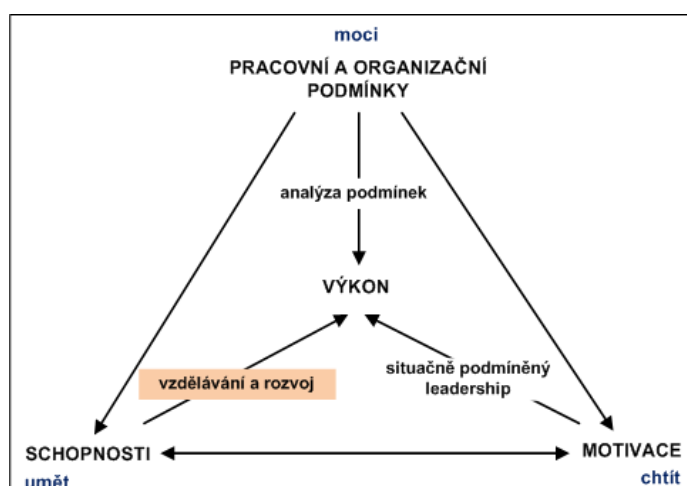 moci
PRACOVNÍ A ORGANIZAČNÍ
PODMÍNKY
analýza podmínek
VÝKON
vzdělávání a rozvoj
situačně podmíněný
leadership
SCHOPNOSTI
MOTIVACE
umět
chtít